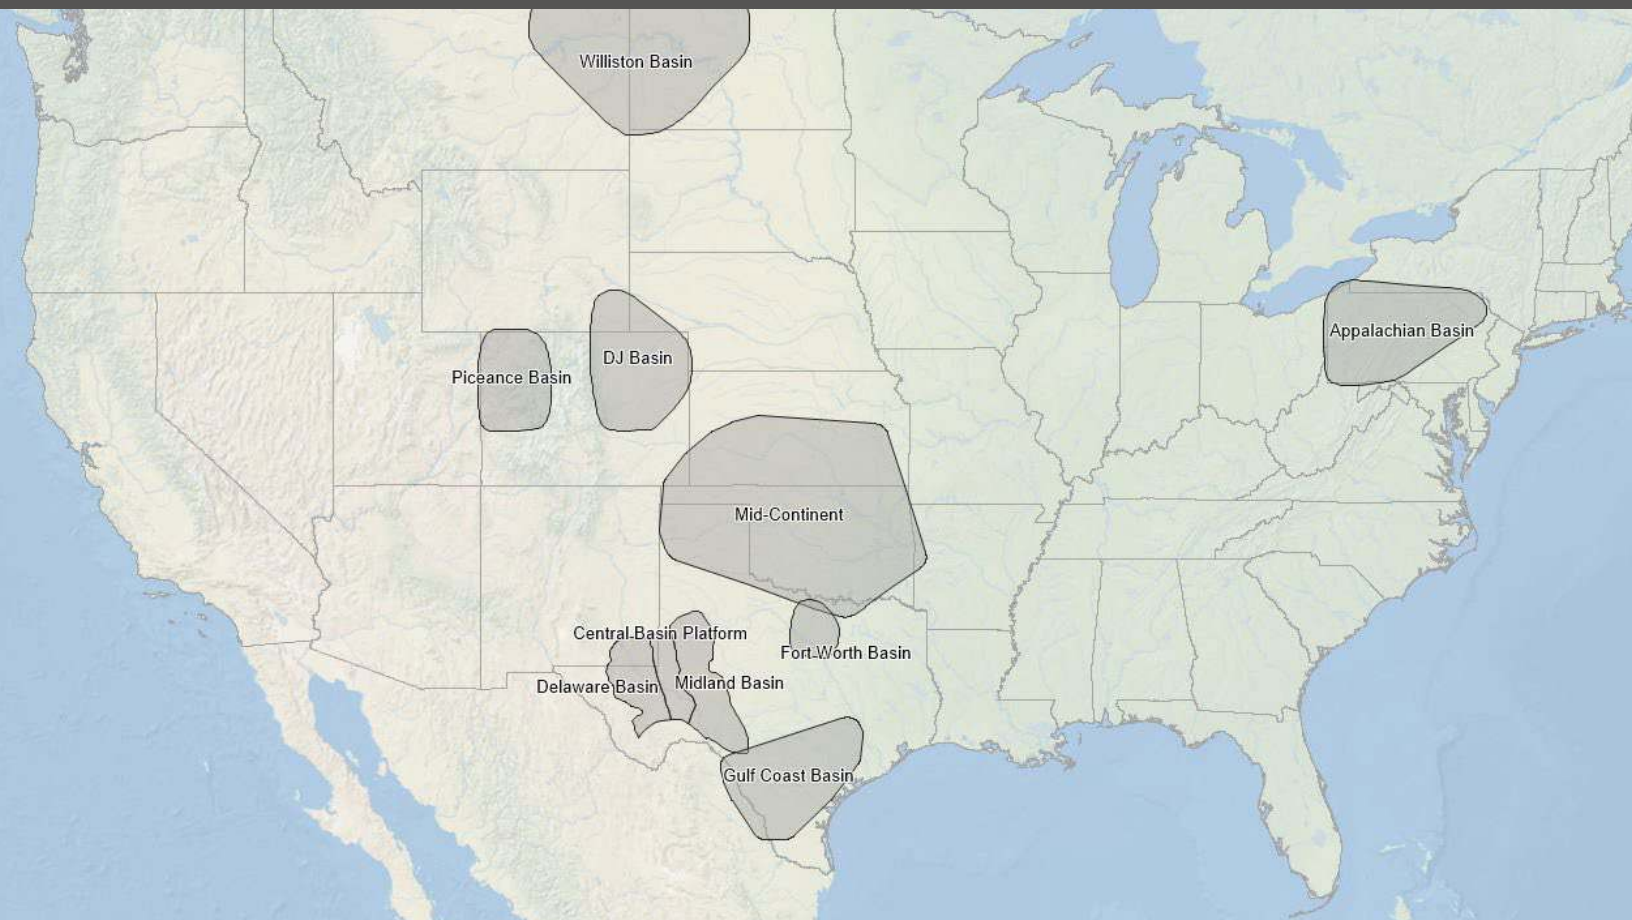 Williston Basin
Appalachian Basin
DJ Basin
Piceance Basin
Mid-Continent
Central Basin Platform
Fort Worth Basin
Delaware Basin
Midland Basin
Gulf Coast Basin